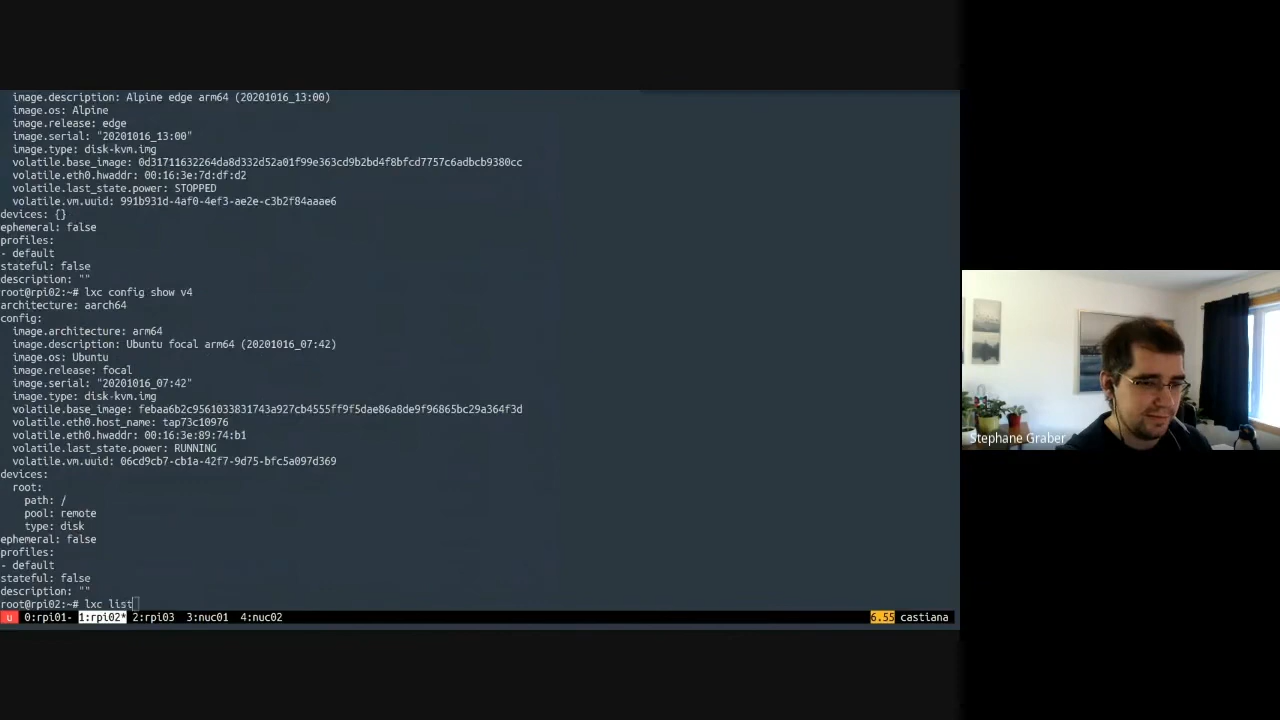 image.description: Alpine edge arm64 (20201016_13:00)
image.os: Alpine
image.release: edge
image.serial: "20201016_13:00"
image.type: disk-kvm.img
volatile.base_image: 0d31711632264da8d332d52a01f99e363cd9b2bd4f8bfcd7757c6adbcb9380cc
volatile.eth0.hwaddr: 00:16:3e:7d:df:d2
volatile.last_state.power: STOPPED
volatile.vm.uuid: 991b931d-4af0-4ef3-ae2e-c3b2f84aaae6
devices: {}
ephemeral: false
profiles:
- default
stateful: false
description: ""
root@rpi02:~# lxc config show v4
architecture: aarch64
config:
image.architecture: arm64
image.description: Ubuntu focal arm64 (20201016_07:42)
image.os: Ubuntu
image.release: focal
image.serial: "20201016_07:42"
image.type: disk-kvm.img
volatile.base_image: febaa6b2c9561033831743a927cb4555ff9f5dae86a8de9f96865bc29a364f3d
volatile.eth0.host_name: tap73c10976
volatile.eth0.hwaddr: 00:16:3e:89:74:b1
volatile.last_state.power: RUNNING
volatile.vm.uuid: 06cd9cb7-cb1a-42f7-9d75-bfc5a097d369
devices:
root:
path: /
pool: remote
type: disk
ephemeral: false
profiles:
- default
stateful: false
description: ""
root@rpi02:~# lxc list
u 0:rpi01- 1:rpi02* 2:rpi03 3:nuc01 4:nuc02 6.55 castiana
Stephane Graber